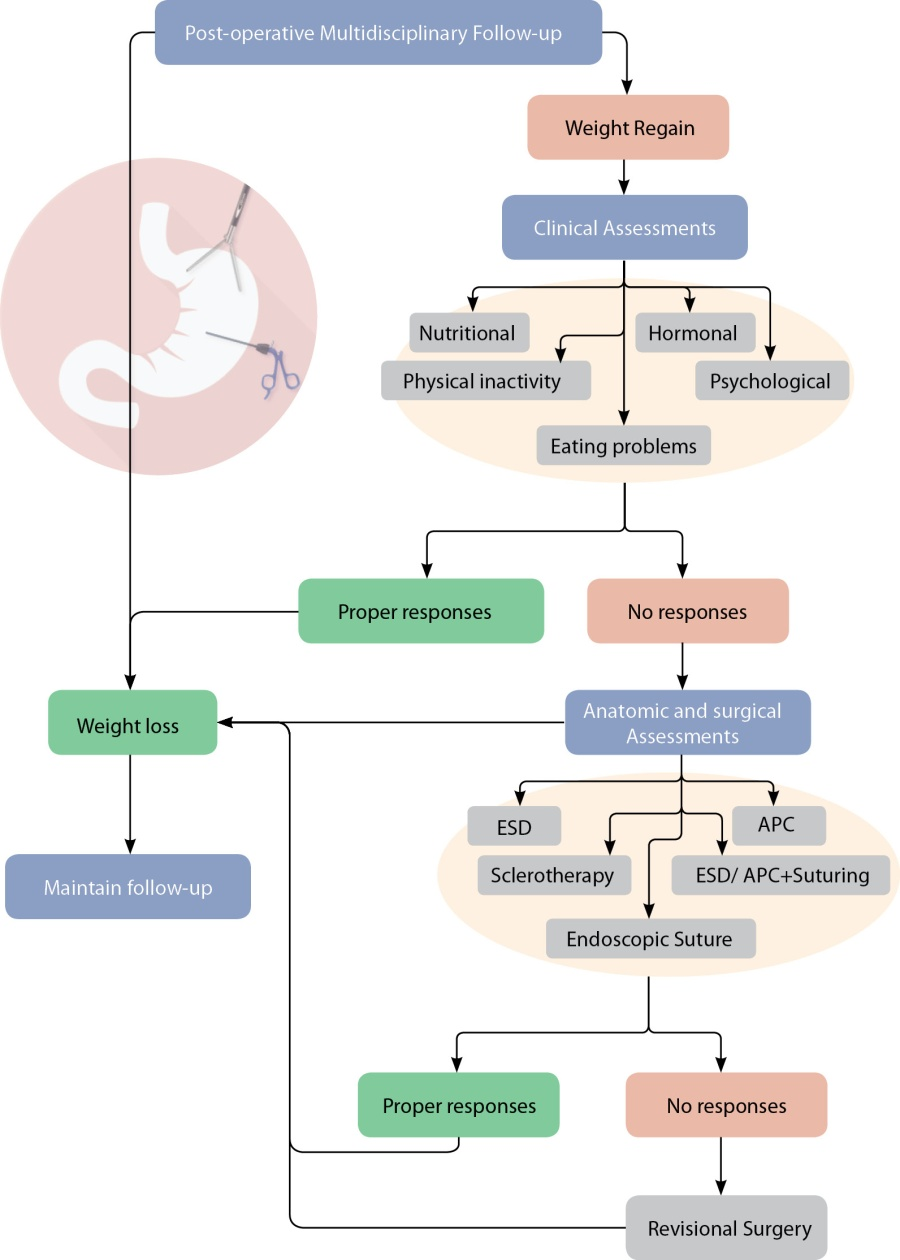 Post-operative Multidisciplinary Follow-up
Weight Regain
Clinical Assessments
Nutritional
Hormonal
Physical inactivity
Psychological
Eating problems
Proper responses
No responses
Weight loss
Anatomic and surgical
Assessments
ESD
APC
Sclerotherapy
ESD/ APC+Suturing
Maintain follow-up
Endoscopic Suture
Proper responses
No responses
Revisional Surgery